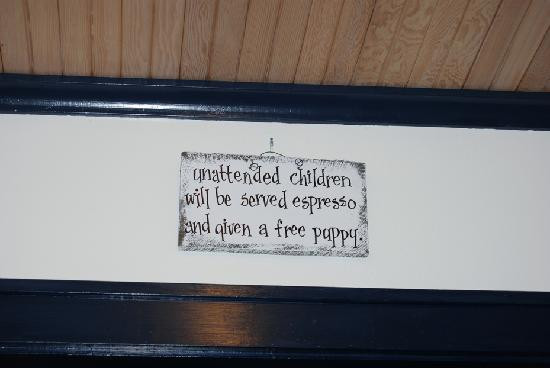 unattended children
will be served espresso
and given a free puppy.